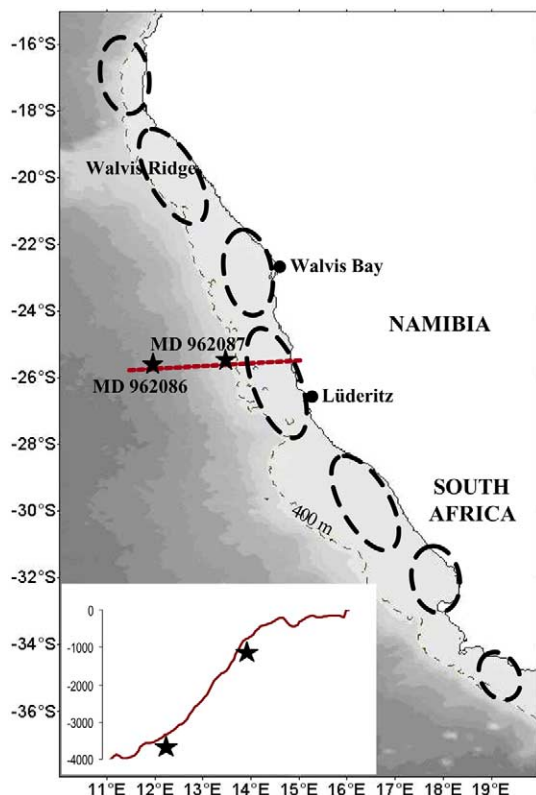 -16°S
-18°S
-20°S
Walvis Ridge
-22°S
Walvis Bay
-24°S
NAMIBIA
MD 962087
-26°S
MD 962086
Lüderitz
-28°S
-30°S
SOUTH
AFRICA
400 m
-32°S
-34°S
-36°S
0
-1000
-2000
-3000
-4000
11°E 12°E 13°E 14°E 15°E 16°E 17°E 18°E 19°E